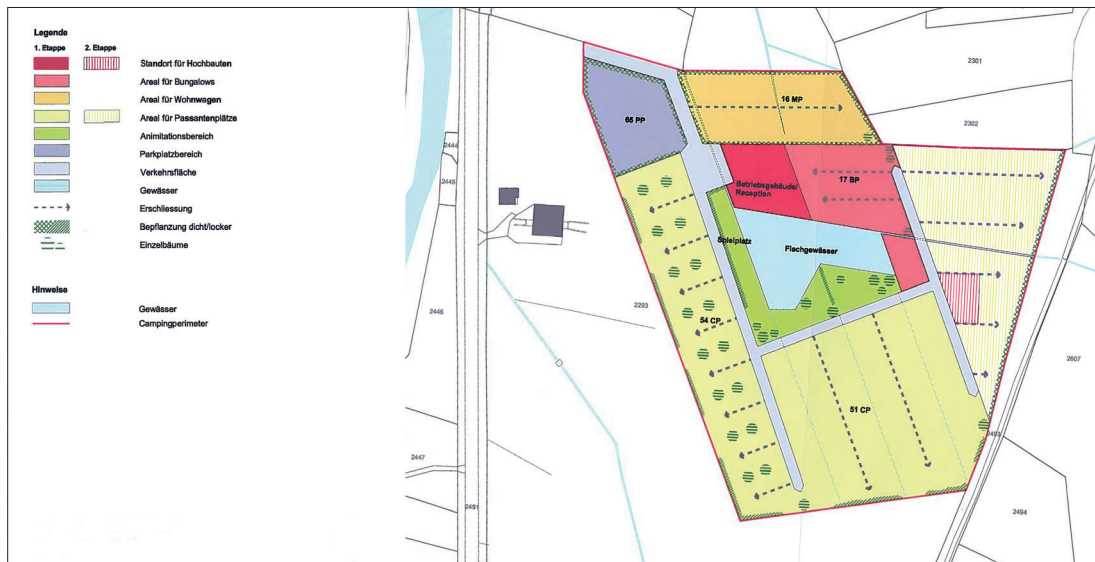 Legende
1. Etappe 2. Etappe
Standort für Hochbauten
Areal für Bungalows
Areal für Wohnwagen
Areal für Passantenplätze
Animitationsbereich
Parkplatzbereich
Verkehrsfläche
Gewässer
Erschliessung
Bepflanzung dicht/locker
Einzelbäume
Hinweise
Gewässer
Campingperimeter
2301
16 MP
65 PP
2302
2444
2445
17 BP
Betriebsgebäude/
Reception
Spielplatz
Flachgewässer
2293
2446
54 CP
2607
51 CP
2493
2447
2491
2494